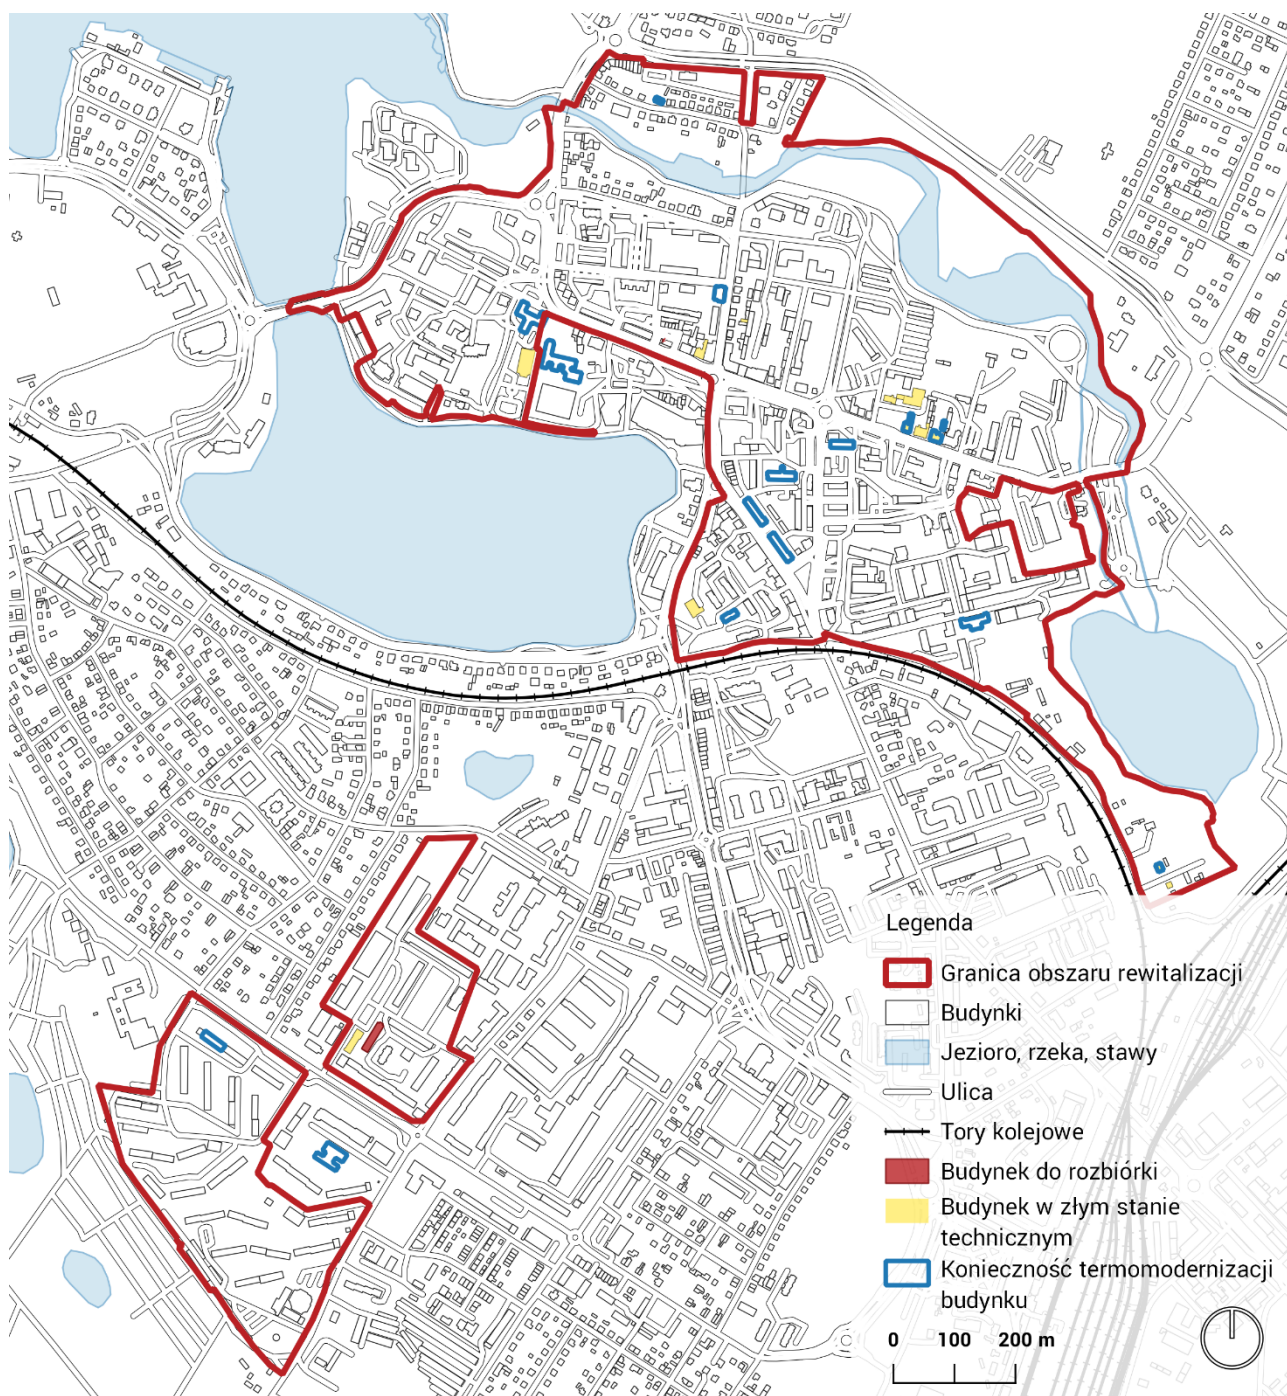 Legenda
Granica obszaru rewitalizacji
Budynki
Jezioro, rzeka, stawy
Ulica
Tory kolejowe
Budynek do rozbiórki
Budynek w złym stanie
technicznym
Konieczność termomodernizacji
budynku
0 100 200 m